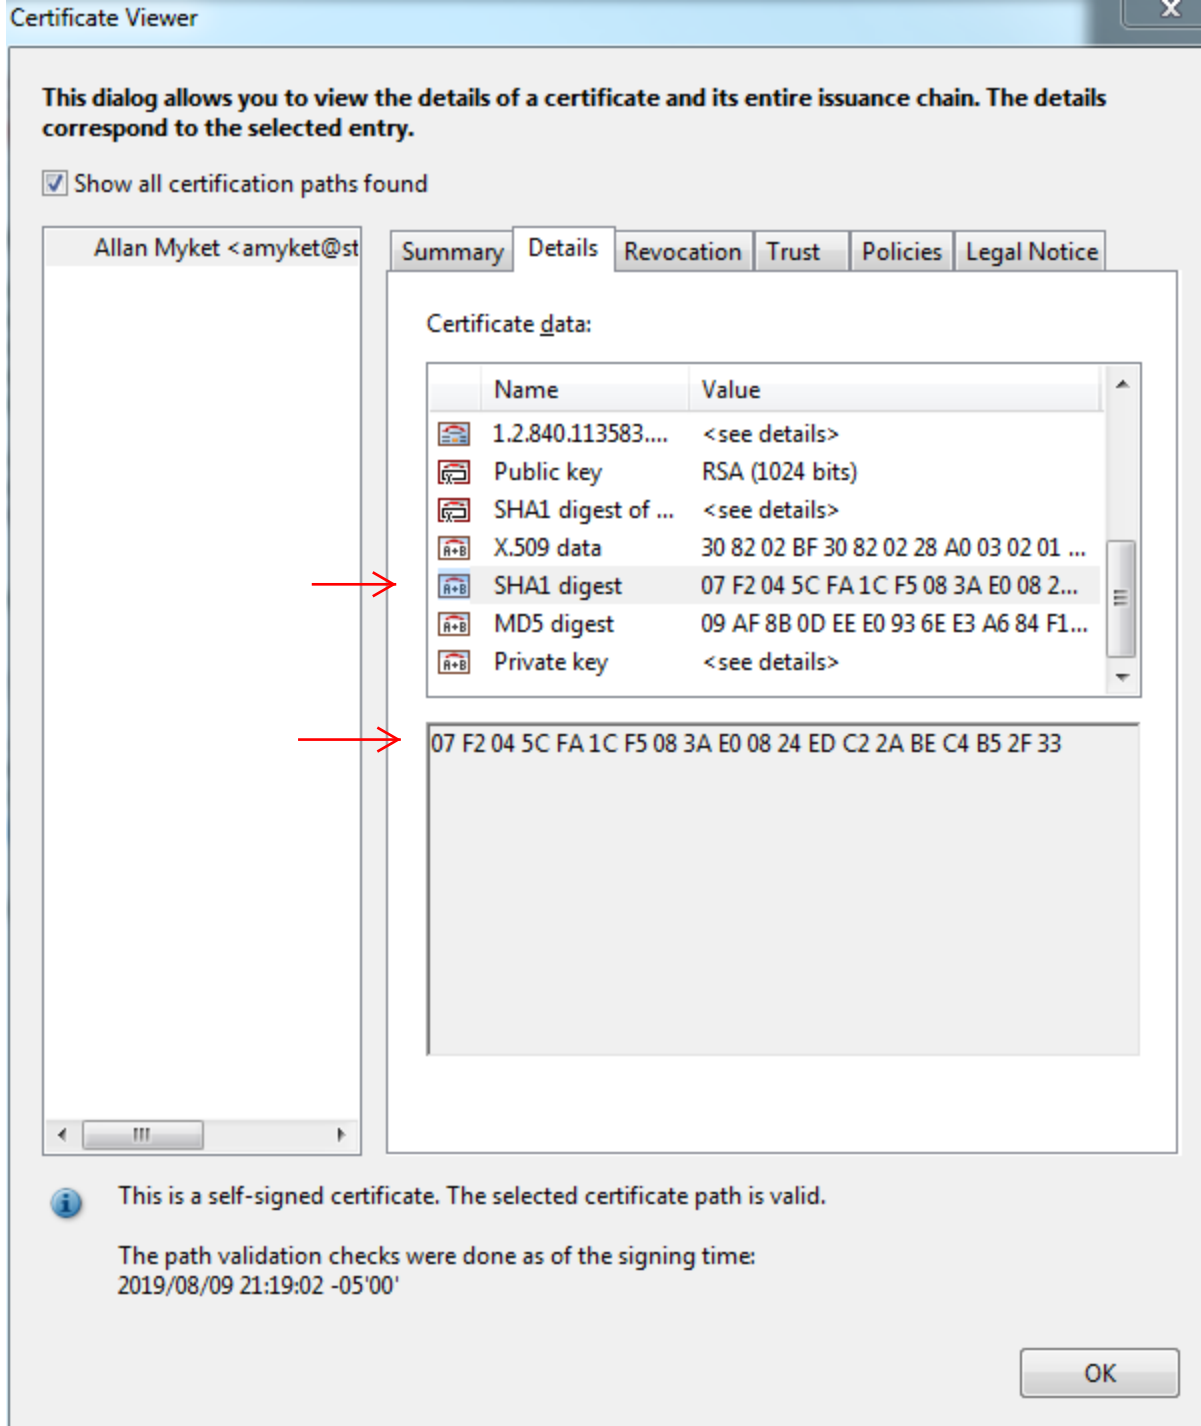 Certificate Viewer
x
This dialog allows you to view the details of a certificate and its entire issuance chain. The details
correspond to the selected entry.
Show all certification paths found
Allan Myket <amyket@st
Summary Details Revocation Trust Policies Legal Notice
Certificate data:
Name Value
1.2.840.113583.... <see details>
Public key RSA (1024 bits)
SHA1 digest of ... <see details>
X.509 data 30 82 02 BF 30 82 02 28 A0 03 02 01 ...
SHA1 digest 07 F2 04 5C FA 1C F5 08 3A E0 08 2...
MD5 digest 09 AF 8B 0D EE E0 93 6E E3 A6 84 F1...
Private key <see details>
07 F2 04 5C FA 1C F5 08 3A E0 08 24 ED C2 2A BE C4 B5 2F 33
This is a self-signed certificate. The selected certificate path is valid.
The path validation checks were done as of the signing time:
2019/08/09 21:19:02 -05'00'
OK